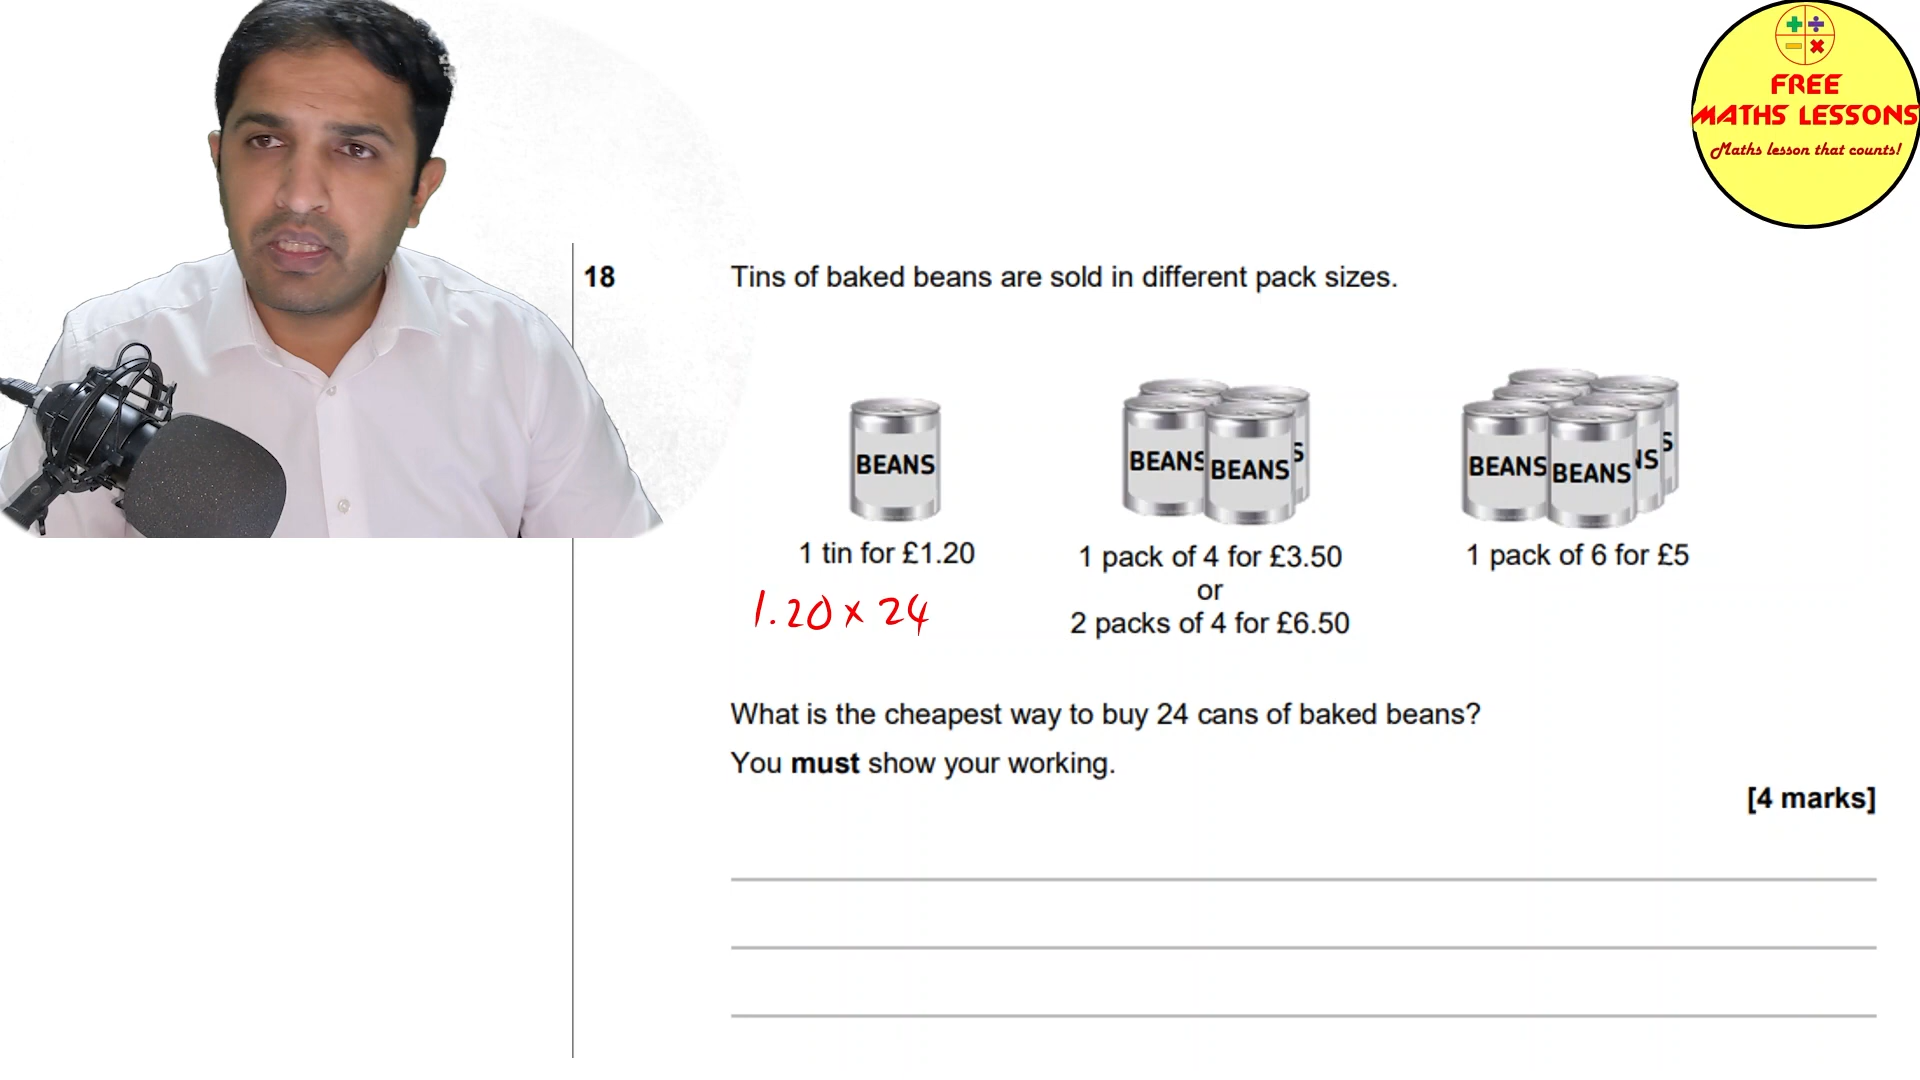 FREE
MATHS LESSONS
Maths lesson that counts!
18 Tins of baked beans are sold in different pack sizes.
BEANS
BEANS
BEANS
S
BEANS
BEANS
NS
S
1 tin for £1.20
1 pack of 4 for £3.50
or
2 packs of 4 for £6.50
1 pack of 6 for £5
1.20 x 24
What is the cheapest way to buy 24 cans of baked beans?
You must show your working.
[4 marks]